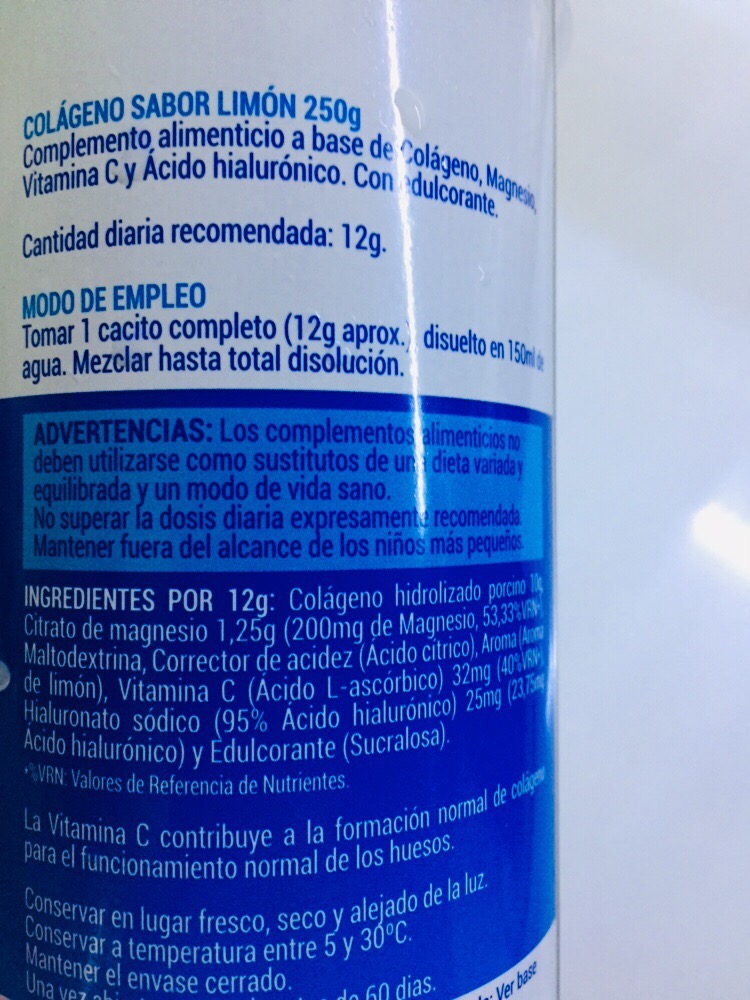 COLÁGENO SABOR LIMÓN 250g
Complemento alimenticio a base de Colágeno, Magnesio,
Vitamina C y Ácido hialurónico. Con edulcorante.
Cantidad diaria recomendada: 12g.
MODO DE EMPLEO
Tomar 1 cacito completo (12g aprox.) disuelto en 150ml de
agua. Mezclar hasta total disolución.
ADVERTENCIAS: Los complementos alimenticios no
deben utilizarse como sustitutos de una dieta variada y
equilibrada y un modo de vida sano.
No superar la dosis diaria expresamente recomendada.
Mantener fuera del alcance de los niños más pequeños.
INGREDIENTES POR 12g: Colágeno hidrolizado porcino 10g,
Citrato de magnesio 1,25g (200mg de Magnesio, 53,33%VRN*),
Maltodextrina, Corrector de acidez (Ácido cítrico), Aroma (Aroma
de limón), Vitamina C (Ácido L-ascórbico) 32mg (40%VRN*),
Hialuronato sódico (95% Ácido hialurónico) 25mg (23,75mg
Ácido hialurónico) y Edulcorante (Sucralosa).
*%VRN: Valores de Referencia de Nutrientes.
La Vitamina C contribuye a la formación normal de colágeno
para el funcionamiento normal de los huesos.
Conservar en lugar fresco, seco y alejado de la luz.
Conservar a temperatura entre 5 y 30ºC.
Mantener el envase cerrado.
Una vez de 60 dias.
Ver base